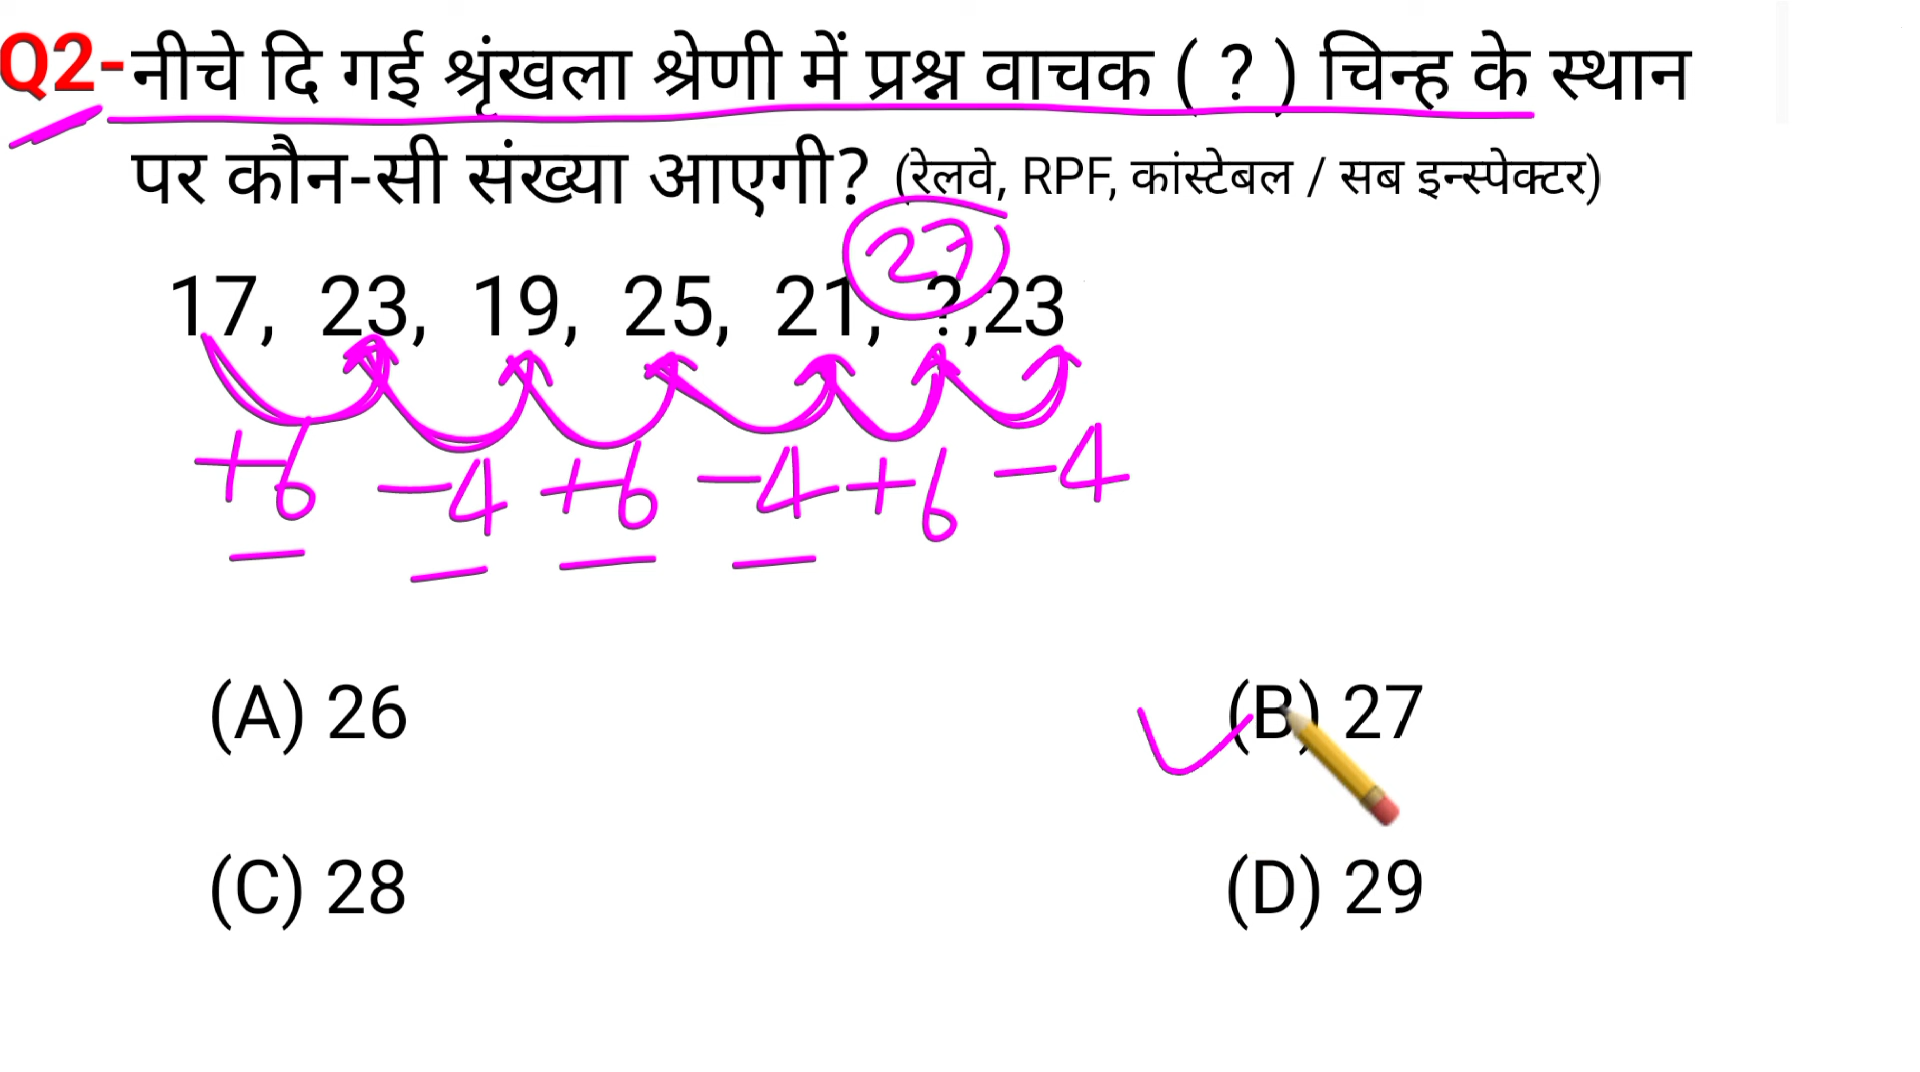 Q2-नीचे दि गई श्रृंखला श्रेणी में प्रश्न वाचक ( ? ) चिन्ह के स्थान
पर कौन-सी संख्या आएगी? (रेलवे, RPF, कांस्टेबल / सब इन्स्पेक्टर)
27
17, 23, 19, 25, 21, ?,23
+6 -4 +6 -4 +6 -4
(A) 26 (B) 27
(C) 28 (D) 29